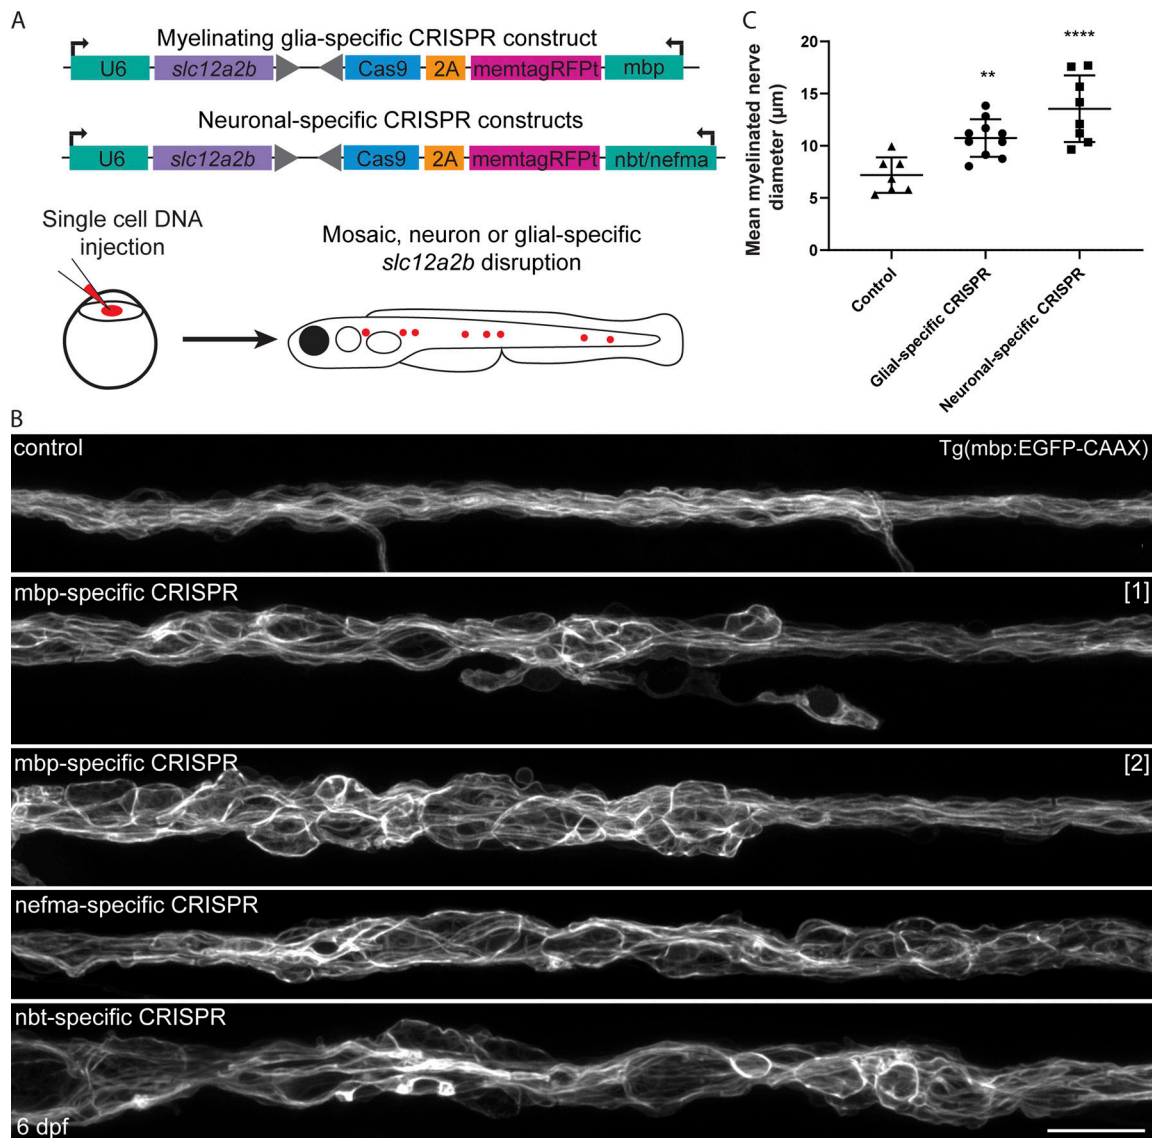 A
Myelinating glia-specific CRISPR construct
U6 slc12a2b Cas9 2A memtagRFPt mbp
Neuronal-specific CRISPR constructs
U6 slc12a2b Cas9 2A memtagRFPt nbt/nefma
Single cell DNA
injection
Mosaic, neuron or glial-specific
slc12a2b disruption
C
Mean myelinated nerve
diameter (µm)
20
15
10
5
0
**
****
Control
Glial-specific CRISPR
Neuronal-specific CRISPR
B
control Tg(mbp:EGFP-CAAX)
mbp-specific CRISPR [1]
mbp-specific CRISPR [2]
nefma-specific CRISPR
nbt-specific CRISPR
6 dpf